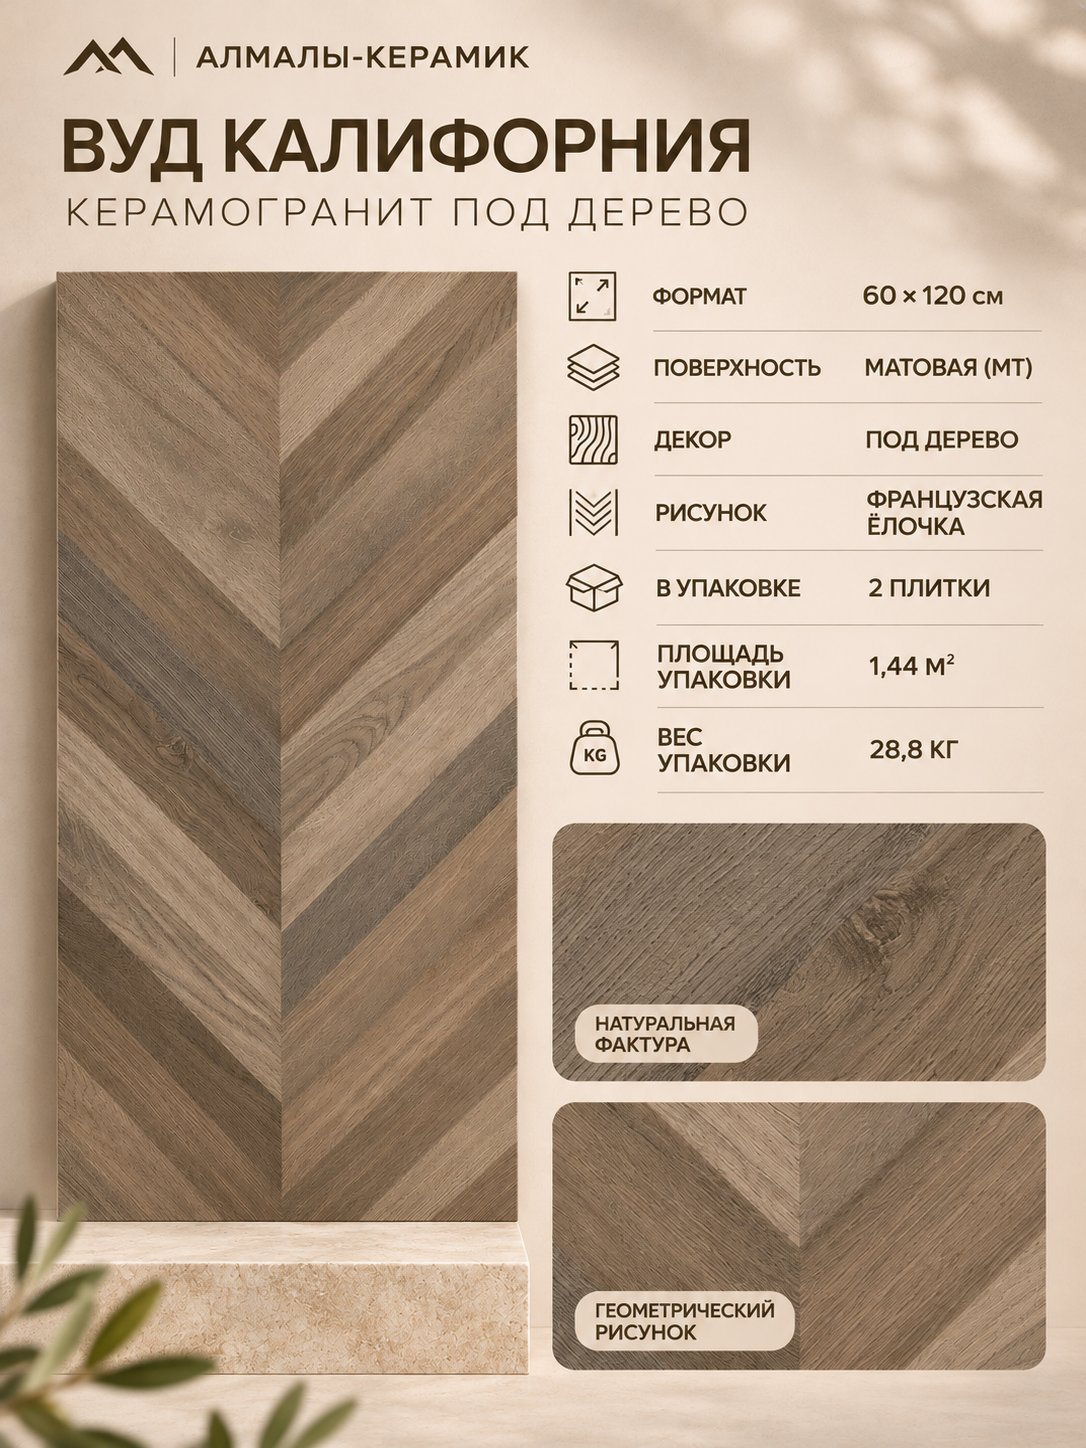 АЛМАЛЫ-КЕРАМИК
ВУД КАЛИФОРНИЯ
КЕРАМОГРАНИТ ПОД ДЕРЕВО
ФОРМАТ 60 × 120 см
ПОВЕРХНОСТЬ МАТОВАЯ (МТ)
ДЕКОР ПОД ДЕРЕВО
РИСУНОК ФРАНЦУЗСКАЯ
ЁЛОЧКА
В УПАКОВКЕ 2 ПЛИТКИ
ПЛОЩАДЬ
УПАКОВКИ 1,44 М²
KG
ВЕС
УПАКОВКИ 28,8 КГ
НАТУРАЛЬНАЯ
ФАКТУРА
ГЕОМЕТРИЧЕСКИЙ
РИСУНОК